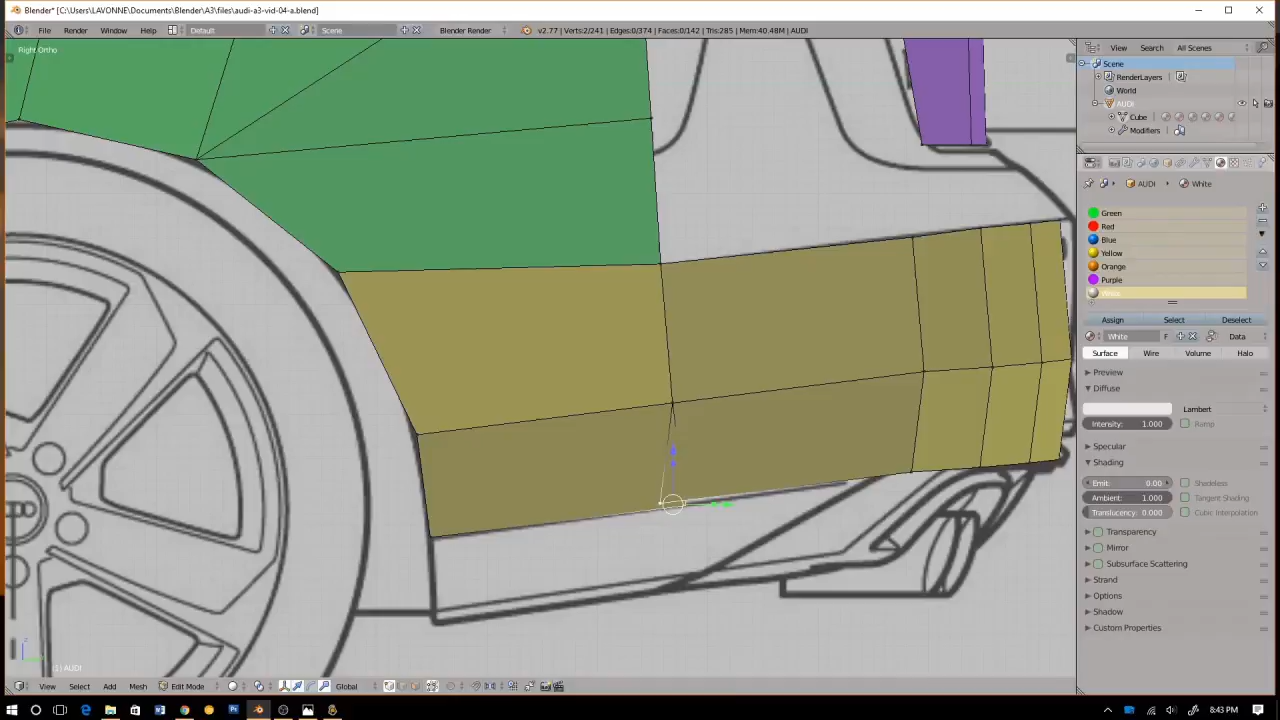 Blender* [C:\Users\LAVONNE\Documents\Blender\A3\files\audi-a3-vid-04-a.blend]
File Render Window Help Default Scene Blender Render v2.77 | Verts:2/241 | Edges:0/374 | Faces:0/142 | Tris:285 | Mem:40.48M | AUDI
View Search All Scenes
Right Ortho
Scene
RenderLayers
World
AUDI
Cube
Modifiers
AUDI White
Green
Red
Blue
Yellow
Orange
Purple
White
Assign Select Deselect
White F Data
Surface Wire Volume Halo
Preview
Diffuse
Lambert
Intensity: 1.000 Ramp
Specular
Shading
Emit: 0.00 Shadeless
Ambient: 1.000 Tangent Shading
Translucency: 0.000 Cubic Interpolation
Transparency
Mirror
Subsurface Scattering
Strand
Options
Shadow
Custom Properties
(1) AUDI
View Select Add Mesh Edit Mode Global
8:43 PM